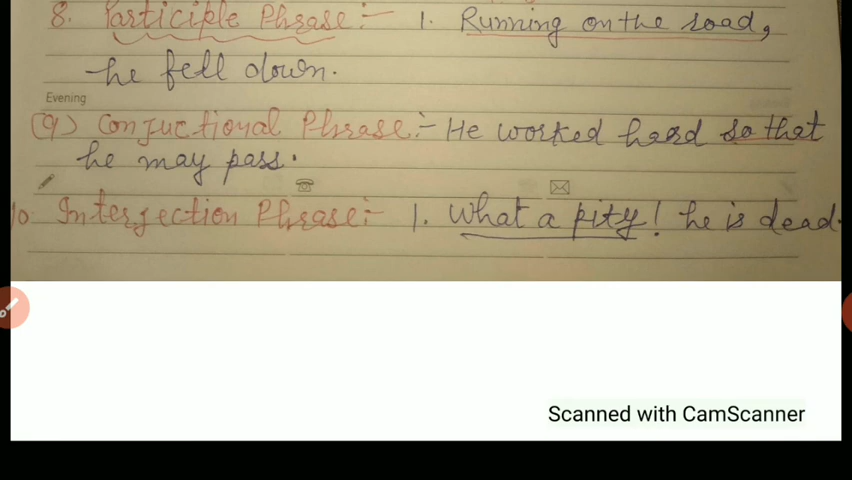 8. Participle Phrase:- 1. Running on the road,
he fell down.
Evening
(9) Conjuctional Phrase:- He worked hard so that
he may pass.
10. Interjection Phrase:- 1. What a pity! he is dead.
Scanned with CamScanner